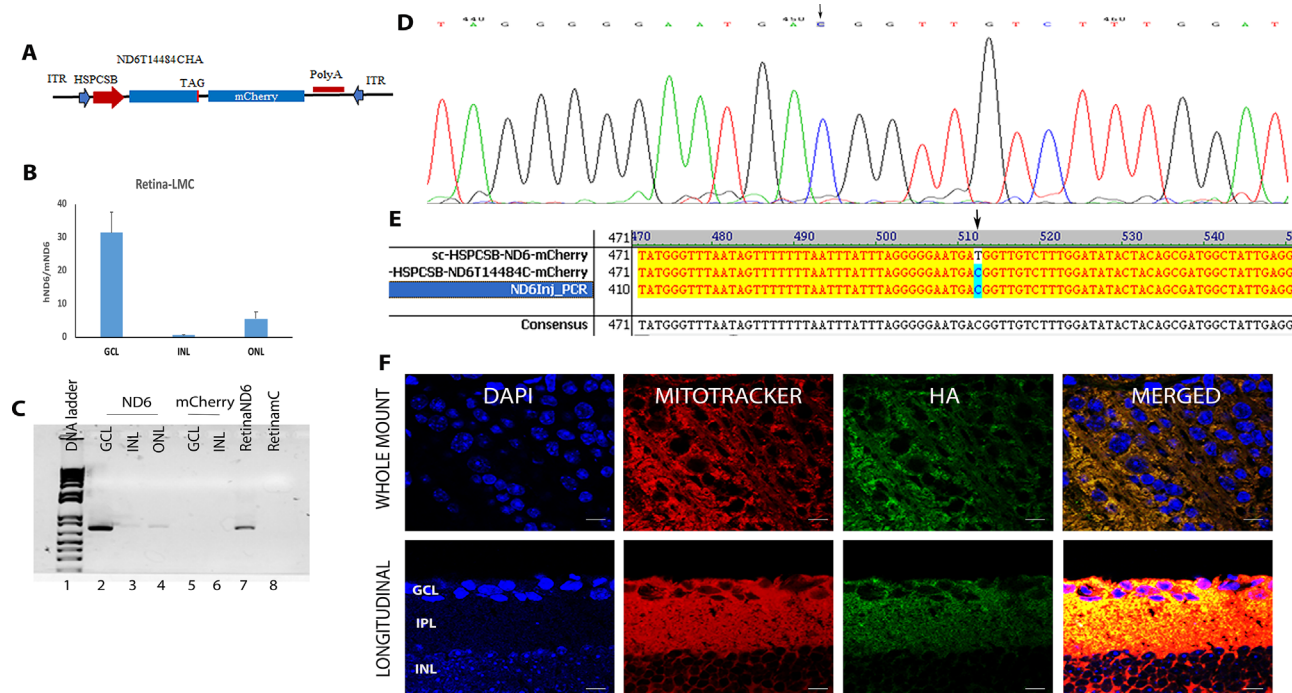 A
ND6T14484CHA
ITR HSPCSB TAG PolyA ITR
mCherry
B
Retina-LMC
hND6/mND6
40
30
20
10
0
GCL INL ONL
C
DNA ladder
ND6 mCherry
GCL INL ONL GCL INL RetinaND6 RetinamC
1 2 3 4 5 6 7 8
D
440 450 460
T A G G G G G A A T G A C G G T T G T C T T T G G A T
E
471 470 480 490 500 510 520 530 540
sc-HSPCSB-ND6-mCherry 471 TATGGGTTTAATAGTTTTTTTAATTTATTTAGGGGGAATGATGGTTGTCTTTGGATATACTACAGCGATGGCTATTGAGG
-HSPCSB-ND6T14484C-mCherry 471 TATGGGTTTAATAGTTTTTTTAATTTATTTAGGGGGAATGACGGTTGTCTTTGGATATACTACAGCGATGGCTATTGAGG
ND6Inj_PCR 410 TATGGGTTTAATAGTTTTTTTAATTTATTTAGGGGGAATGACGGTTGTCTTTGGATATACTACAGCGATGGCTATTGAGG
Consensus 471 TATGGGTTTAATAGTTTTTTTAATTTATTTAGGGGGAATGACGGTTGTCTTTGGATATACTACAGCGATGGCTATTGAGG
F
DAPI MITOTRACKER HA MERGED
WHOLE MOUNT
LONGITUDINAL
GCL
IPL
INL